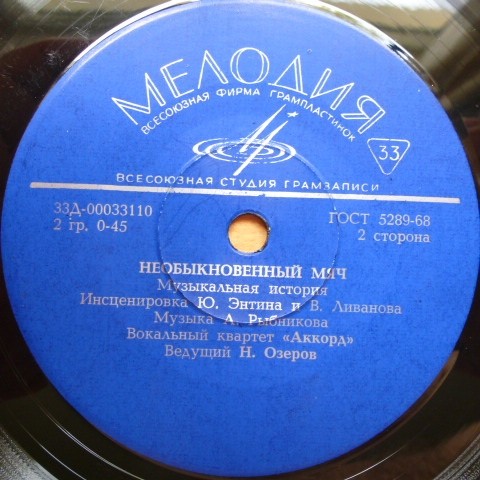 МЕЛОДИЯ
ВСЕСОЮЗНАЯ ФИРМА ГРАМПЛАСТИНОК
33
ВСЕСОЮЗНАЯ СТУДИЯ ГРАМЗАПИСИ
33Д-00033110
ГОСТ 5289-68
2 гр. 0-45
2 сторона
НЕОБЫКНОВЕННЫЙ МЯЧ
Музыкальная история
Инсценировка Ю. Энтина и В. Ливанова
Музыка А. Рыбникова
Вокальный квартет «Аккорд»
Ведущий Н. Озеров